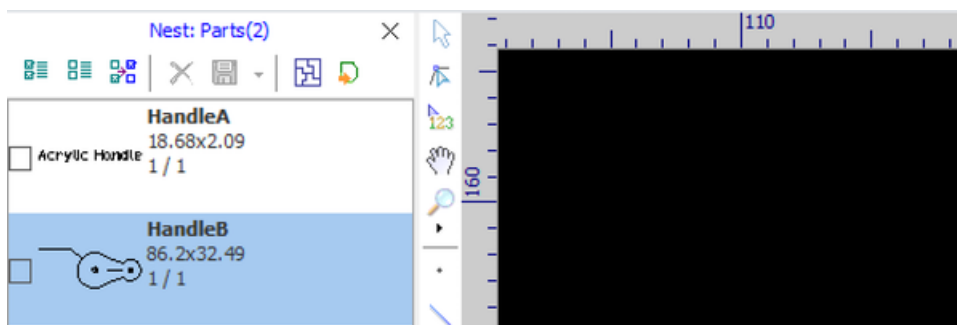 Nest: Parts(2)
110
HandleA
18.68x2.09
1 / 1
Acrylic Handle
123
160
HandleB
86.2x32.49
1 / 1